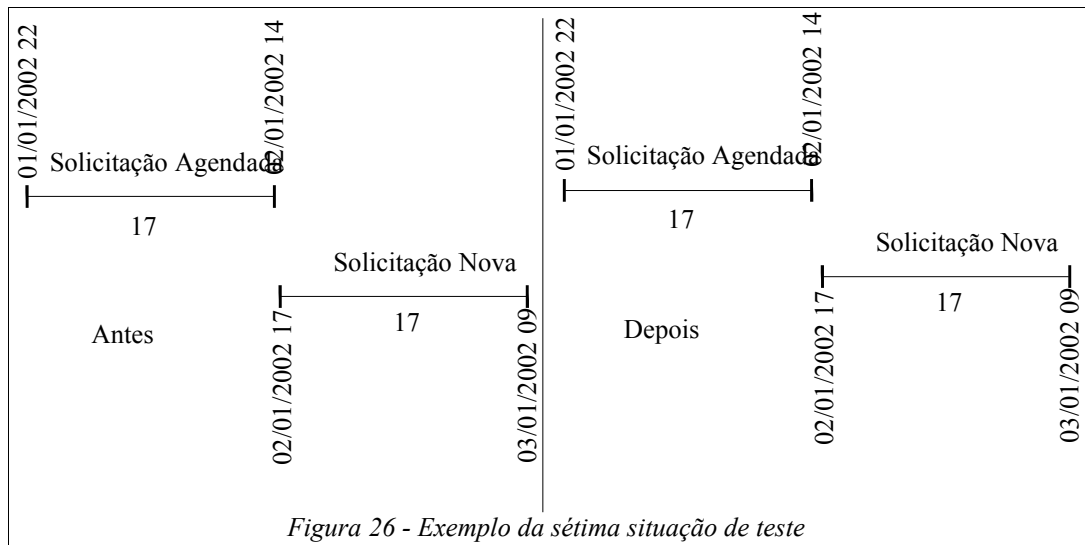 01/01/2002 22
02/01/2002 14
Solicitação Agendada
17
Solicitação Nova
17
02/01/2002 17
03/01/2002 09
Antes
01/01/2002 22
02/01/2002 14
Solicitação Agendada
17
Solicitação Nova
17
02/01/2002 17
03/01/2002 09
Depois
Figura 26 - Exemplo da sétima situação de teste